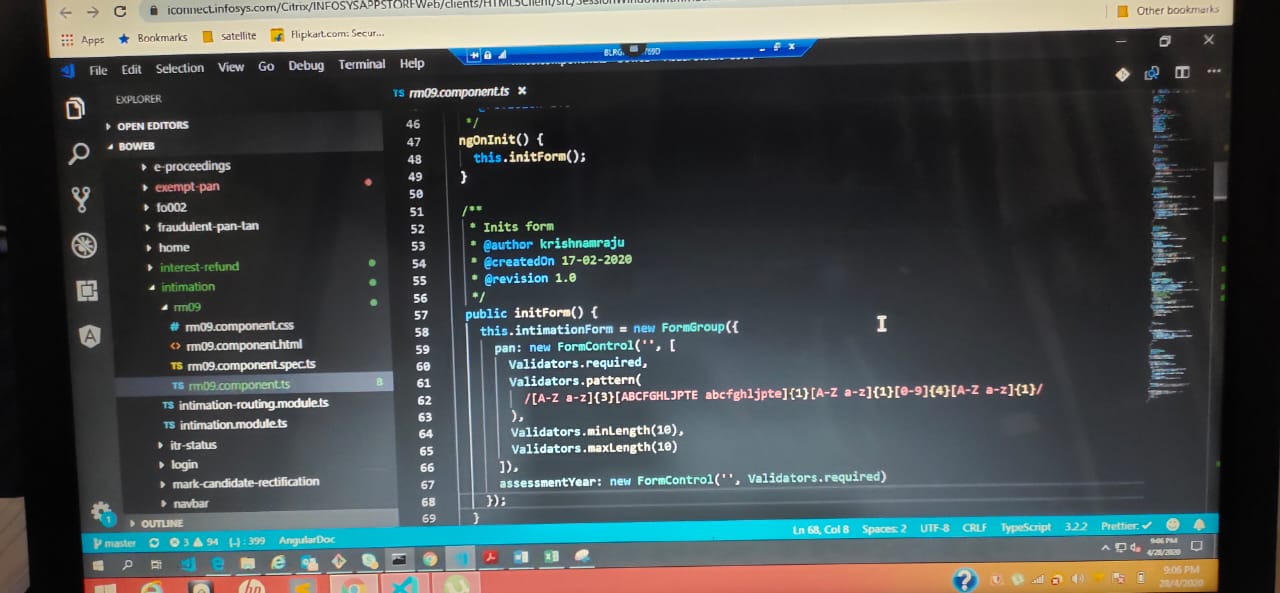 iconnect.infosys.com/Citrix/INFOSYSAPPSTOREWeb/clients/HTML5Client/src/
Apps Bookmarks satellite Flipkart.com: Secur... Other bookmarks
File Edit Selection View Go Debug Terminal Help
EXPLORER
OPEN EDITORS
BOWEB
e-proceedings
exempt-pan
fo002
fraudulent-pan-tan
home
interest-refund
intimation
rm09
# rm09.component.css
<> rm09.component.html
TS rm09.component.spec.ts
TS rm09.component.ts 8
TS intimation-routing.module.ts
TS intimation.module.ts
itr-status
login
mark-candidate-rectification
navbar
OUTLINE
TS rm09.component.ts ×
46 */
47 ngOnInit() {
48 this.initForm();
49 }
50
51 /**
52 * Inits form
53 * @author krishnamraju
54 * @createdOn 17-02-2020
55 * @revision 1.0
56 */
57 public initForm() {
58 this.intimationForm = new FormGroup({
59 pan: new FormControl('', [
60 Validators.required,
61 Validators.pattern(
62 /[A-Z a-z]{3}[ABCFGHLJPTE abcfghljpte]{1}[A-Z a-z]{1}[0-9]{4}[A-Z a-z]{1}/
63 ),
64 Validators.minLength(10),
65 Validators.maxLength(10)
66 ]),
67 assessmentYear: new FormControl('', Validators.required)
68 });
69 }
1
master 3 94 {..}: 399 AngularDoc Ln 68, Col 8 Spaces: 2 UTF-8 CRLF TypeScript 3.2.2 Prettier: ✓
9:06 PM
4/28/2020
9:06 PM
28/4/2020